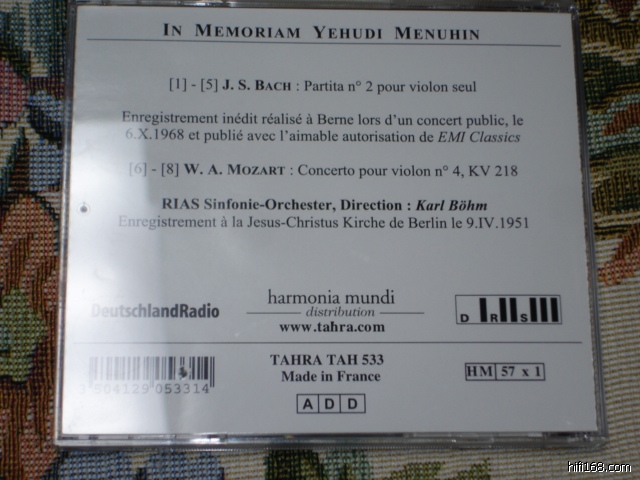 IN MEMORIAM YEHUDI MENUHIN
[1] - [5] J. S. BACH : Partita n° 2 pour violon seul
Enregistrement inédit réalisé à Berne lors d'un concert public, le
6.X.1968 et publié avec l'aimable autorisation de EMI Classics
[6] - [8] W. A. MOZART : Concerto pour violon n° 4, KV 218
RIAS Sinfonie-Orchester, Direction : Karl Böhm
Enregistrement à la Jesus-Christus Kirche de Berlin le 9.IV.1951
DeutschlandRadio
harmonia mundi
distribution
www.tahra.com
D R S
TAHRA TAH 533
Made in France
HM 57 x 1
3 504129 053314
A D D
hifi168.com